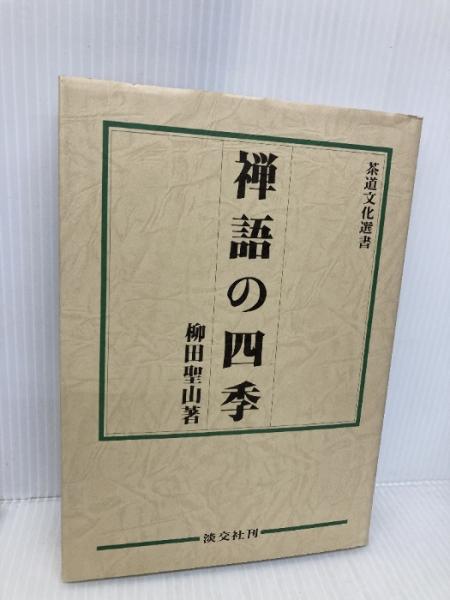 茶道文化選書
禅語の四季
柳田聖山著
淡交社刊